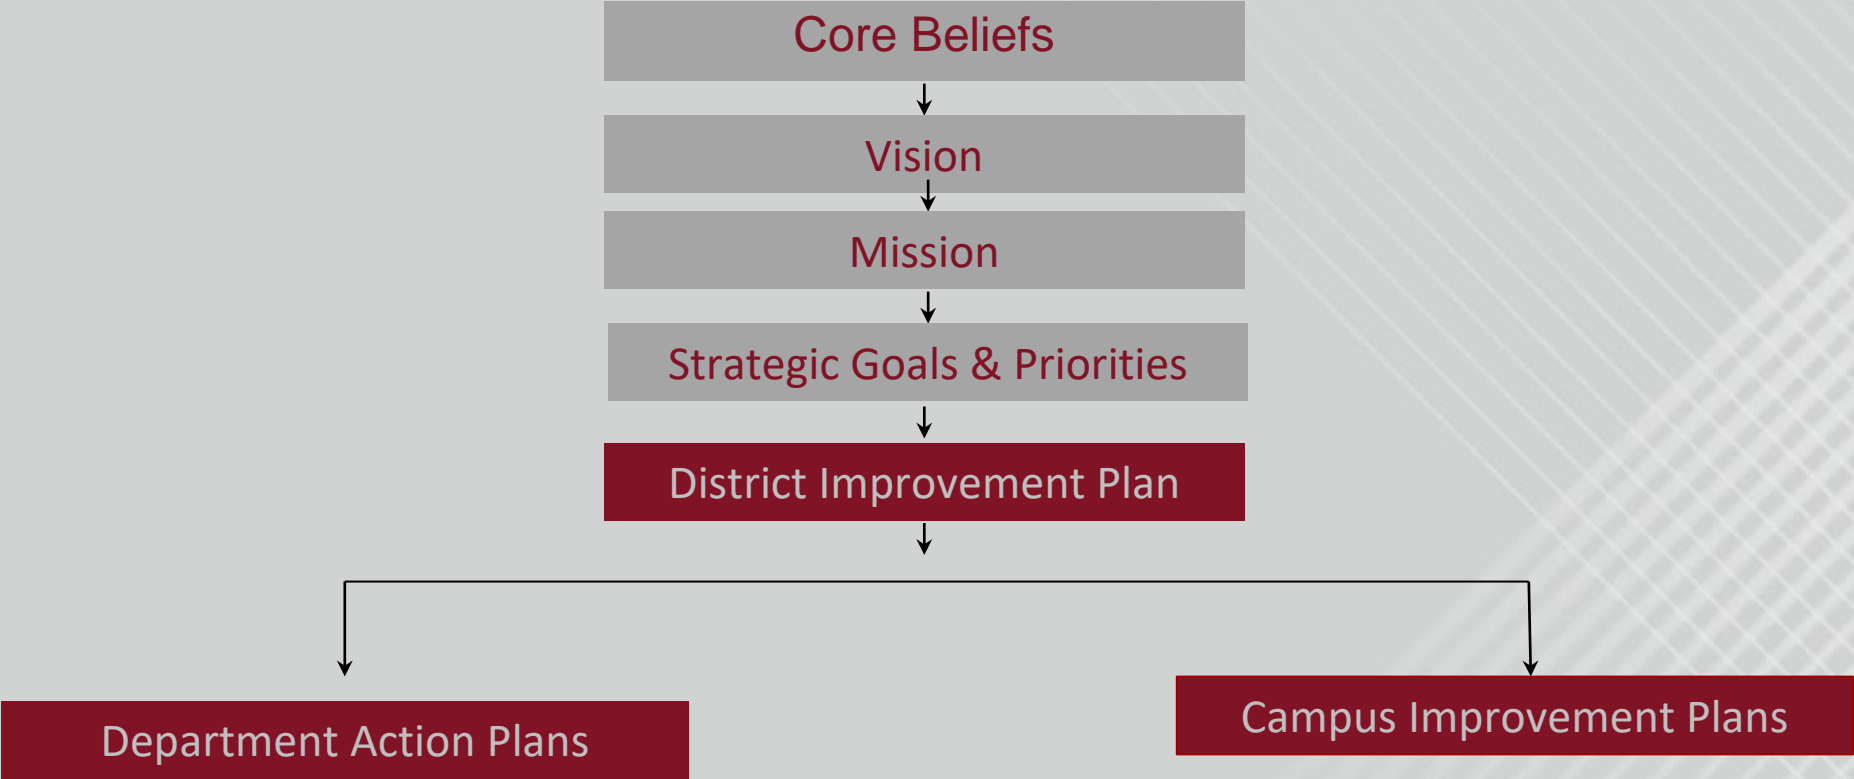 Core Beliefs
Vision
Mission
Strategic Goals & Priorities
District Improvement Plan
Department Action Plans
Campus Improvement Plans